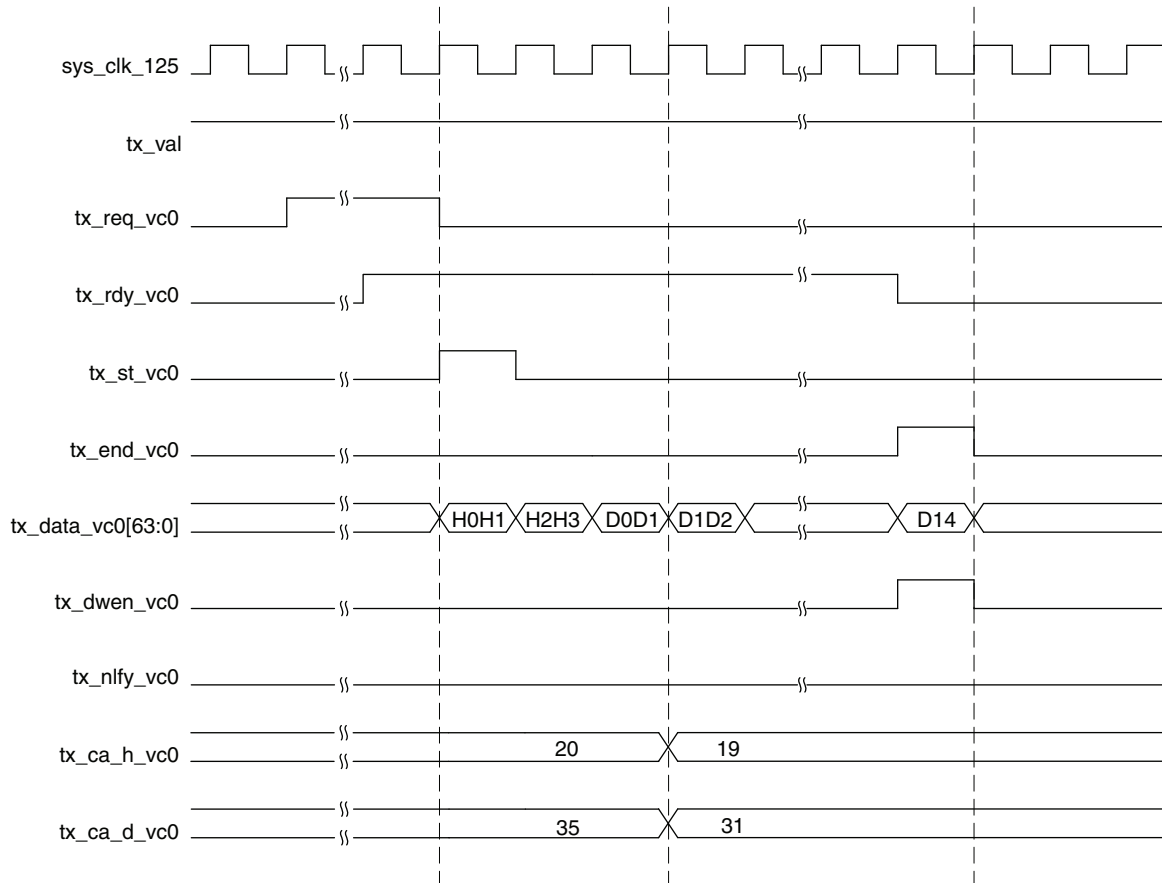 sys_clk_125
tx_val
tx_req_vc0
tx_rdy_vc0
tx_st_vc0
tx_end_vc0
tx_data_vc0[63:0] H0H1 H2H3 D0D1 D1D2 D14
tx_dwen_vc0
tx_nlfy_vc0
tx_ca_h_vc0 20 19
tx_ca_d_vc0 35 31